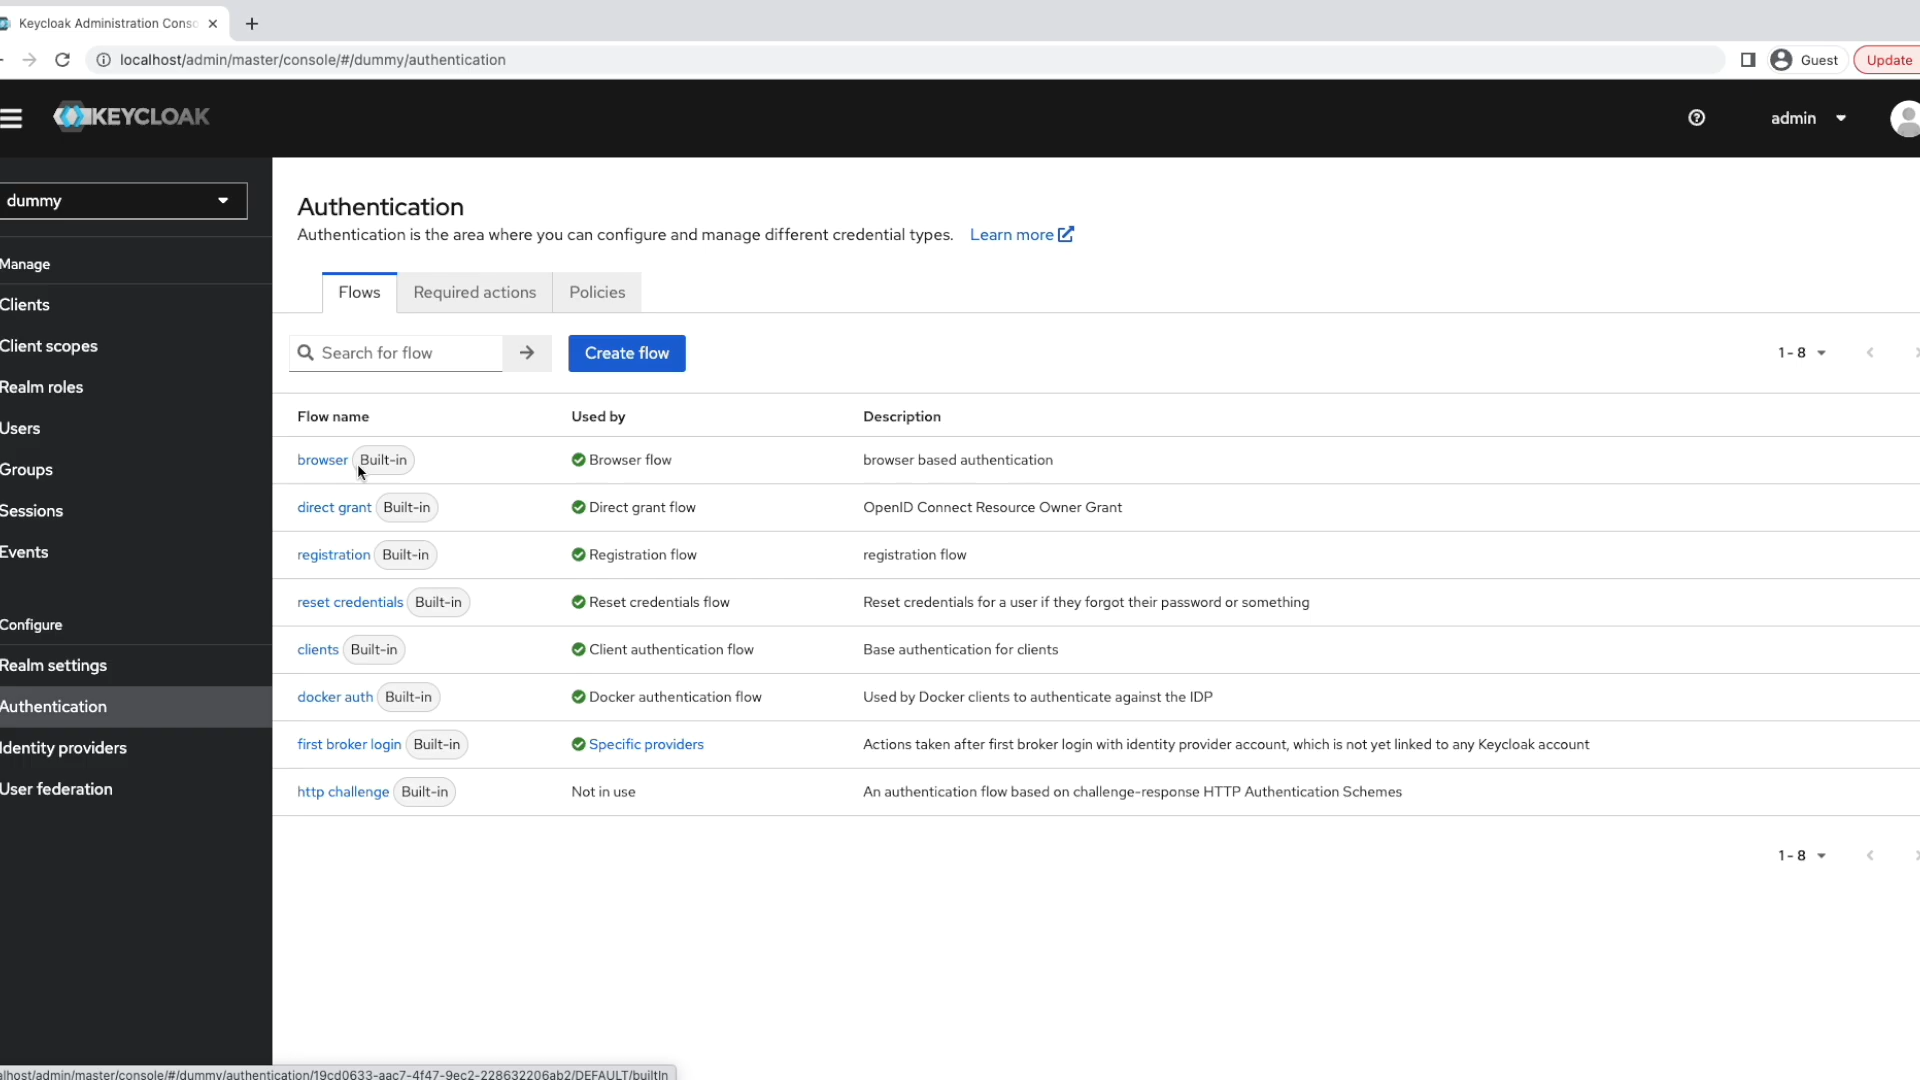 Keycloak Administration Conso
localhost/admin/master/console/#/dummy/authentication
Guest
Update
KEYCLOAK
admin
dummy
Manage
Clients
Client scopes
Realm roles
Users
Groups
Sessions
Events
Configure
Realm settings
Authentication
Identity providers
User federation
Authentication
Authentication is the area where you can configure and manage different credential types. Learn more
Flows Required actions Policies
Search for flow Create flow 1 - 8
Flow name Used by Description
browser Built-in Browser flow browser based authentication
direct grant Built-in Direct grant flow OpenID Connect Resource Owner Grant
registration Built-in Registration flow registration flow
reset credentials Built-in Reset credentials flow Reset credentials for a user if they forgot their password or something
clients Built-in Client authentication flow Base authentication for clients
docker auth Built-in Docker authentication flow Used by Docker clients to authenticate against the IDP
first broker login Built-in Specific providers Actions taken after first broker login with identity provider account, which is not yet linked to any Keycloak account
http challenge Built-in Not in use An authentication flow based on challenge-response HTTP Authentication Schemes
1 - 8
alhost/admin/master/console/#/dummy/authentication/19cd0633-aac7-4f47-9ec2-228632206ab2/DEFAULT/builtIn